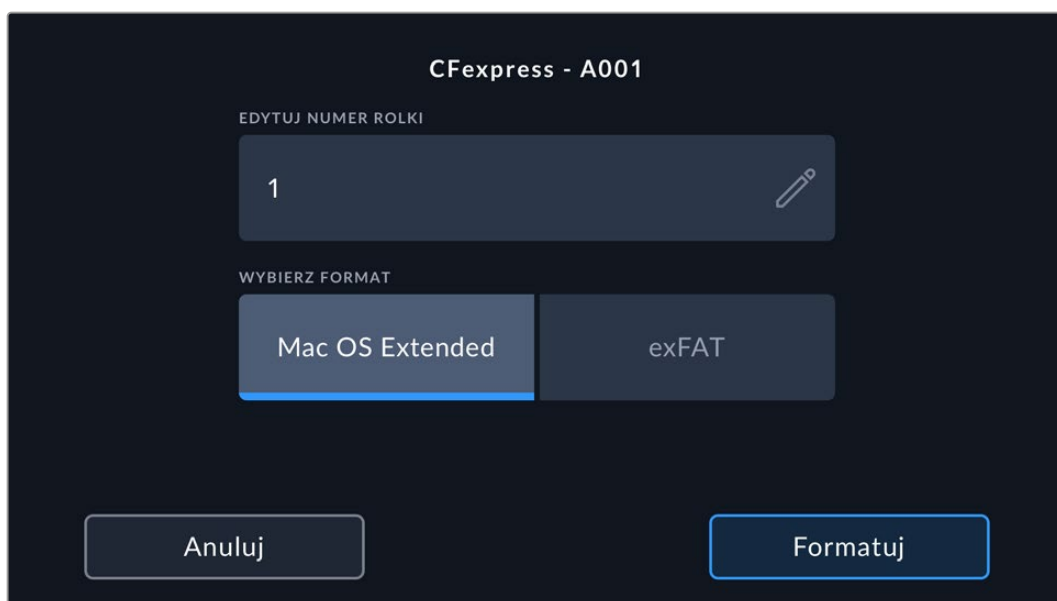 CFexpress - A001
EDYTUJ NUMER ROLKI
1
WYBIERZ FORMAT
Mac OS Extended
exFAT
Anuluj
Formatuj